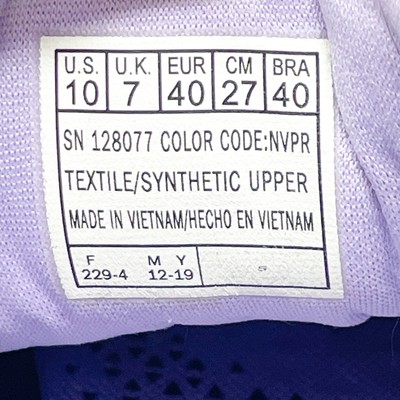 U.S. U.K. EUR CM BRA
10 7 40 27 40
SN 128077 COLOR CODE:NVPR
TEXTILE/SYNTHETIC UPPER
MADE IN VIETNAM/HECHO EN VIETNAM
F M Y
229-4 12-19